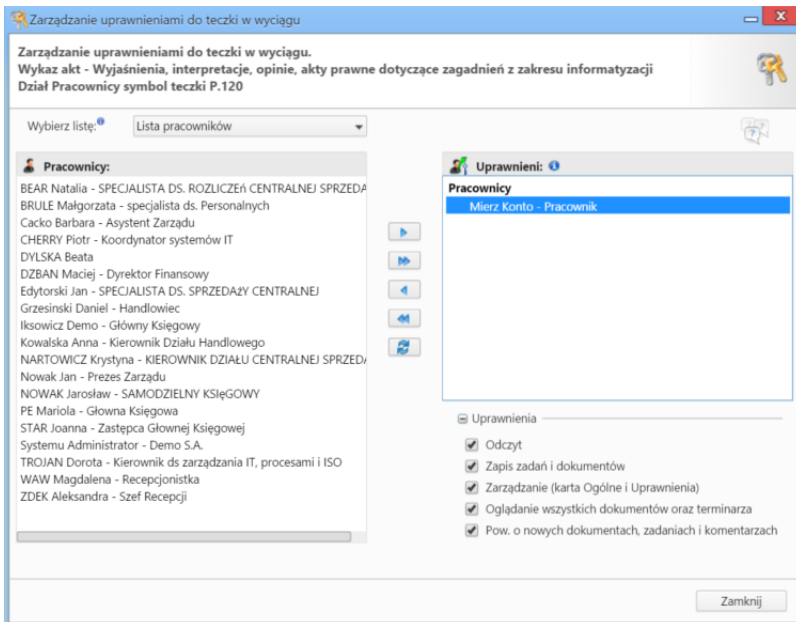 Zarządzanie uprawnieniami do teczki w wyciągu
Zarządzanie uprawnieniami do teczki w wyciągu.
Wykaz akt - Wyjaśnienia, interpretacje, opinie, akty prawne dotyczące zagadnień z zakresu informatyzacji
Dział Pracownicy symbol teczki P.120
Wybierz listę:
Lista pracowników
Pracownicy:
BEAR Natalia - SPECJALISTA DS. ROZLICZEń CENTRALNEJ SPRZEDA
BRULE Małgorzata - specjalista ds. Personalnych
Cacko Barbara - Asystent Zarządu
CHERRY Piotr - Koordynator systemów IT
DYLSKA Beata
DZBAN Maciej - Dyrektor Finansowy
Edytorski Jan - SPECJALISTA DS. SPRZEDAżY CENTRALNEJ
Grzesinski Daniel - Handlowiec
Iksowicz Demo - Główny Księgowy
Kowalska Anna - Kierownik Działu Handlowego
NARTOWICZ Krystyna - KIEROWNIK DZIAŁU CENTRALNEJ SPRZEDA
Nowak Jan - Prezes Zarządu
NOWAK Jarosław - SAMODZIELNY KSIęGOWY
PE Mariola - Głowna Księgowa
STAR Joanna - Zastępca Głownej Księgowej
Systemu Administrator - Demo S.A.
TROJAN Dorota - Kierownik ds zarządzania IT, procesami i ISO
WAW Magdalena - Recepcjonistka
ZDEK Aleksandra - Szef Recepcji
Uprawnieni:
Pracownicy
Mierz Konto - Pracownik
Uprawnienia
Odczyt
Zapis zadań i dokumentów
Zarządzanie (karta Ogólne i Uprawnienia)
Oglądanie wszystkich dokumentów oraz terminarza
Pow. o nowych dokumentach, zadaniach i komentarzach
Zamknij